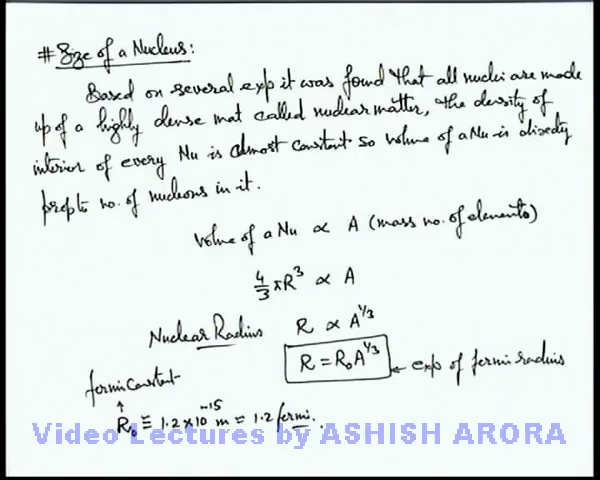 # Size of a Nucleus :
Based on several exp it was found that all nuclei are made
up of a highly dense mat called nuclear matter, the density of
interior of every Nu is almost constant so volume of a Nu is directly
prop to no. of nucleons in it.
Volume of a Nu ∝ A (mass no. of elements)
4/3 πR³ ∝ A
Nuclear Radius R ∝ A^1/3
R = R₀A^1/3 ← exp of fermi radius
fermi Constant
↑
R₀ ≡ 1.2 × 10^-15 m = 1.2 fermi.
Video Lectures by ASHISH ARORA